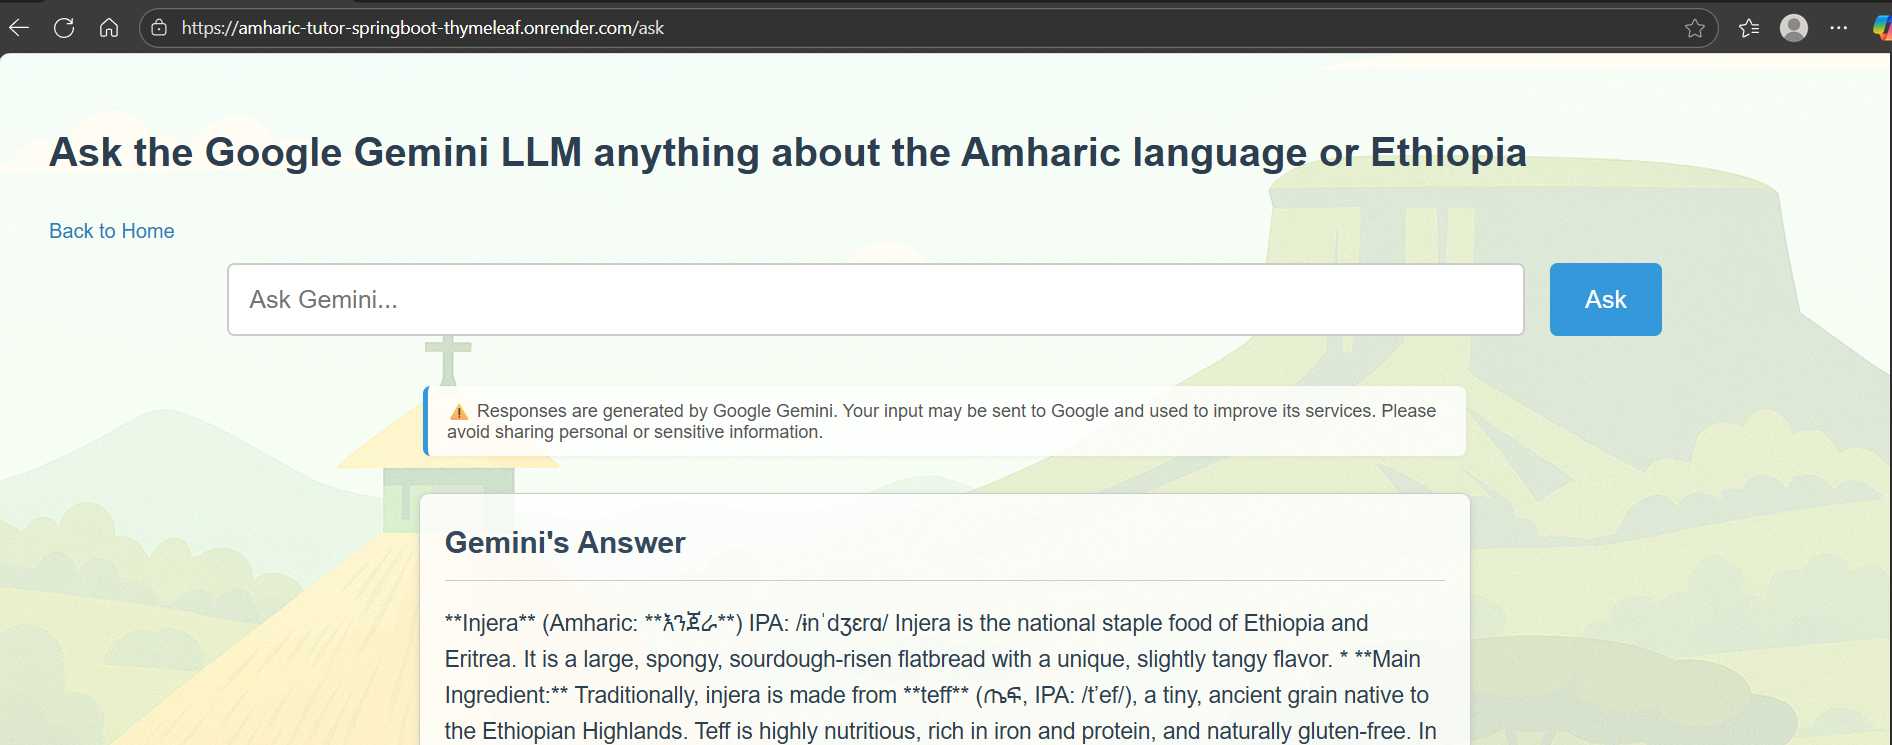 https://amharic-tutor-springboot-thymeleaf.onrender.com/ask
Ask the Google Gemini LLM anything about the Amharic language or Ethiopia
Back to Home
Ask Gemini...
Ask
⚠️ Responses are generated by Google Gemini. Your input may be sent to Google and used to improve its services. Please
avoid sharing personal or sensitive information.
Gemini's Answer
**Injera** (Amharic: **እንጀራ**) IPA: /ɨnˈdʒɛrɑ/ Injera is the national staple food of Ethiopia and
Eritrea. It is a large, spongy, sourdough-risen flatbread with a unique, slightly tangy flavor. * **Main
Ingredient:** Traditionally, injera is made from **teff** (ጤፍ, IPA: /t’ef/), a tiny, ancient grain native to
the Ethiopian Highlands. Teff is highly nutritious, rich in iron and protein, and naturally gluten-free. In